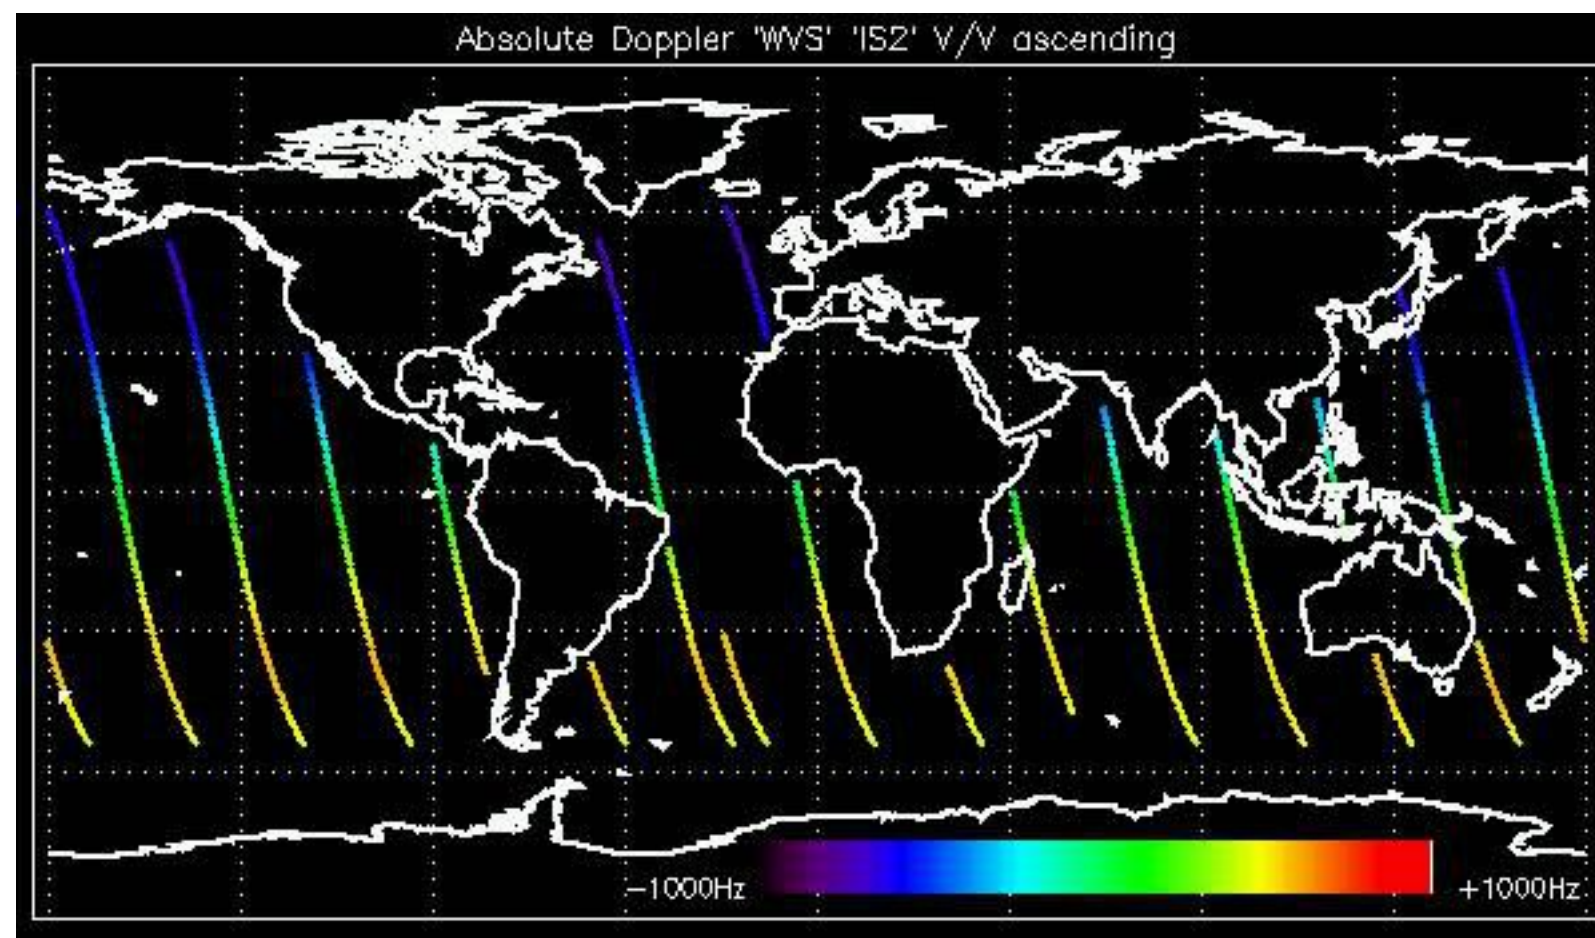 Absolute Doppler 'WVS' 'IS2' V/V ascending
-1000Hz
+1000Hz